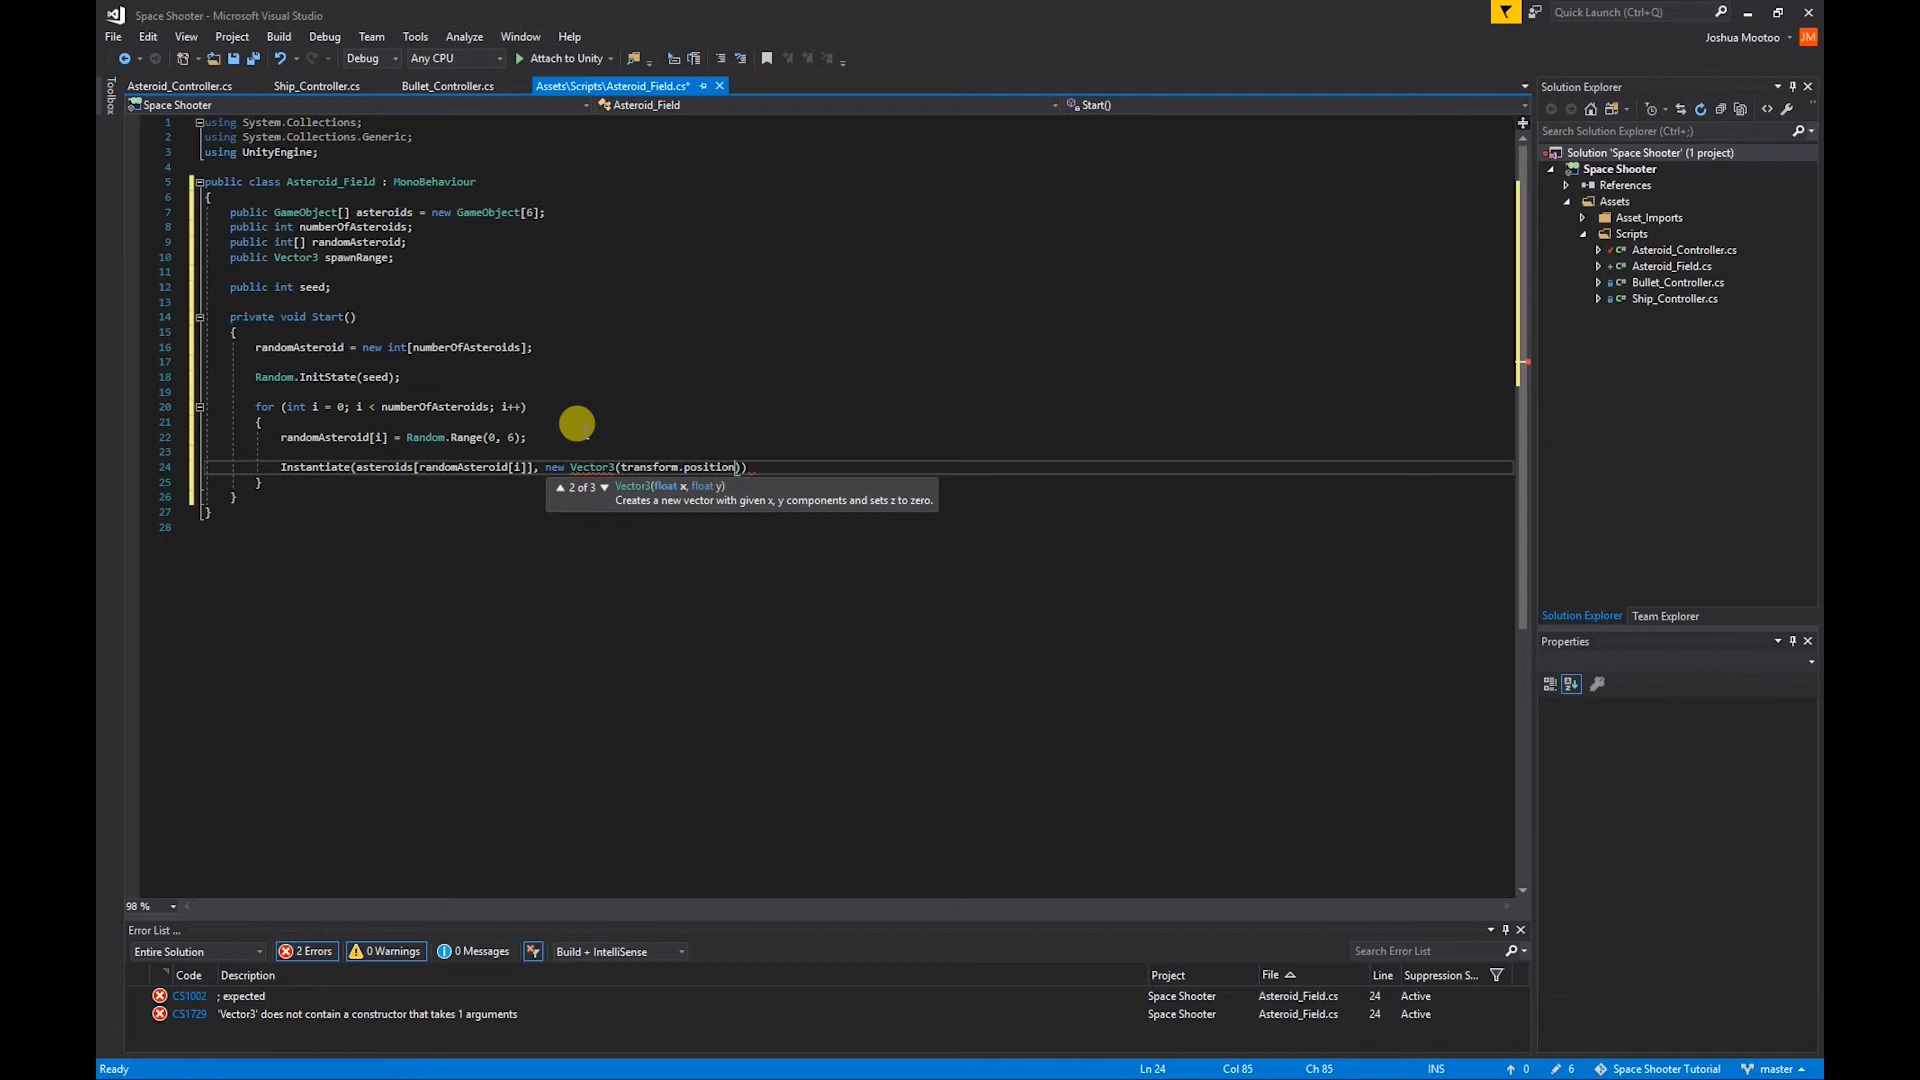 Space Shooter - Microsoft Visual Studio
Quick Launch (Ctrl+Q)
File Edit View Project Build Debug Team Tools Analyze Window Help
Joshua Mootoo JM
Debug Any CPU Attach to Unity
Toolbox
Asteroid_Controller.cs Ship_Controller.cs Bullet_Controller.cs Assets\Scripts\Asteroid_Field.cs*
Space Shooter Asteroid_Field Start()
1 using System.Collections;
2 using System.Collections.Generic;
3 using UnityEngine;
4
5 public class Asteroid_Field : MonoBehaviour
6 {
7 public GameObject[] asteroids = new GameObject[6];
8 public int numberOfAsteroids;
9 public int[] randomAsteroid;
10 public Vector3 spawnRange;
11
12 public int seed;
13
14 private void Start()
15 {
16 randomAsteroid = new int[numberOfAsteroids];
17
18 Random.InitState(seed);
19
20 for (int i = 0; i < numberOfAsteroids; i++)
21 {
22 randomAsteroid[i] = Random.Range(0, 6);
23
24 Instantiate(asteroids[randomAsteroid[i]], new Vector3(transform.position))
25 }
26 }
27 }
28
2 of 3 Vector3(float x, float y)
Creates a new vector with given x, y components and sets z to zero.
98 %
Solution Explorer
Search Solution Explorer (Ctrl+;)
Solution 'Space Shooter' (1 project)
Space Shooter
References
Assets
Asset_Imports
Scripts
Asteroid_Controller.cs
Asteroid_Field.cs
Bullet_Controller.cs
Ship_Controller.cs
Solution Explorer Team Explorer
Properties
Error List ...
Entire Solution 2 Errors 0 Warnings 0 Messages Build + IntelliSense Search Error List
Code Description Project File Line Suppression S...
CS1002 ; expected Space Shooter Asteroid_Field.cs 24 Active
CS1729 'Vector3' does not contain a constructor that takes 1 arguments Space Shooter Asteroid_Field.cs 24 Active
Ready Ln 24 Col 85 Ch 85 INS 0 6 Space Shooter Tutorial master